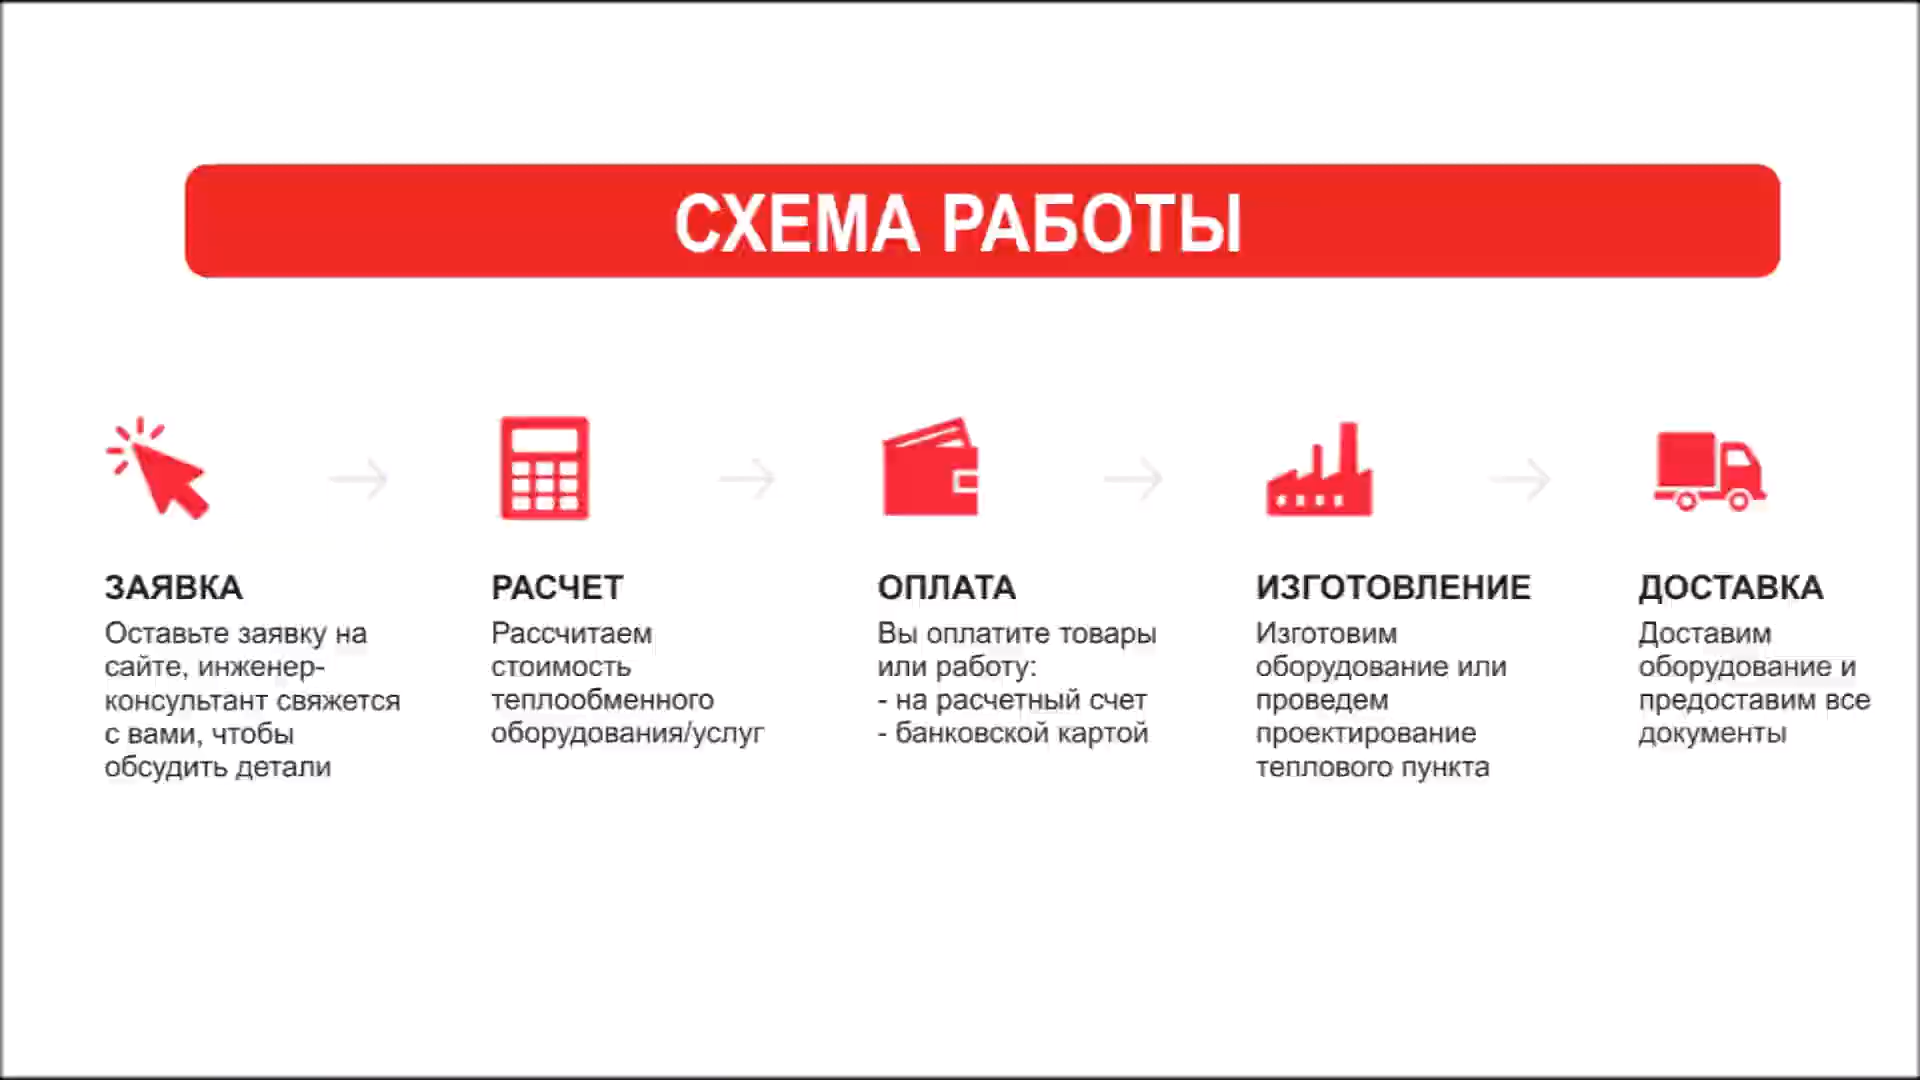 СХЕМА РАБОТЫ
ЗАЯВКА
Оставьте заявку на
сайте, инженер-
консультант свяжется
с вами, чтобы
обсудить детали
РАСЧЕТ
Рассчитаем
стоимость
теплообменного
оборудования/услуг
ОПЛАТА
Вы оплатите товары
или работу:
- на расчетный счет
- банковской картой
ИЗГОТОВЛЕНИЕ
Изготовим
оборудование или
проведем
проектирование
теплового пункта
ДОСТАВКА
Доставим
оборудование и
предоставим все
документы